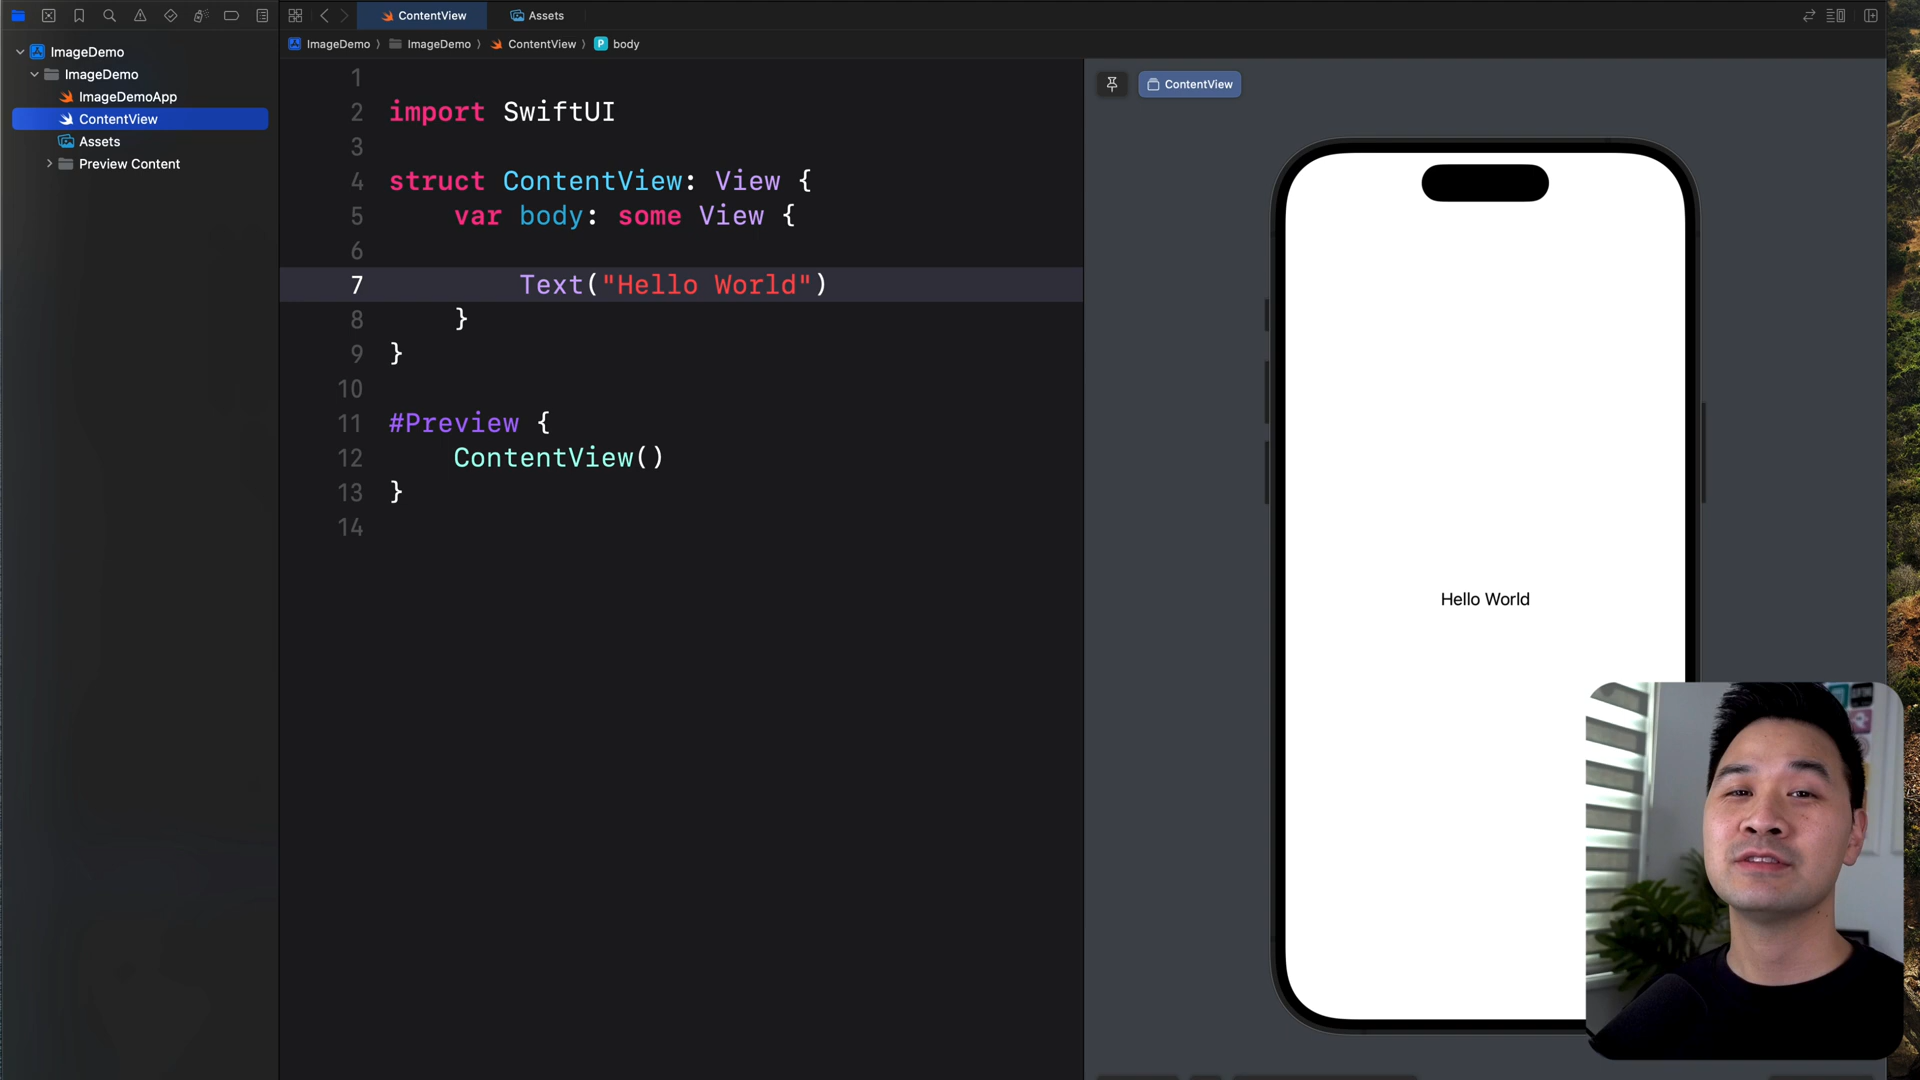 ContentView
Assets
ImageDemo
ImageDemo
ContentView
body
ImageDemo
ImageDemo
ImageDemoApp
ContentView
Assets
Preview Content
1
2 import SwiftUI
3
4 struct ContentView: View {
5 var body: some View {
6
7 Text("Hello World")
8 }
9 }
10
11 #Preview {
12 ContentView()
13 }
14
ContentView
Hello World